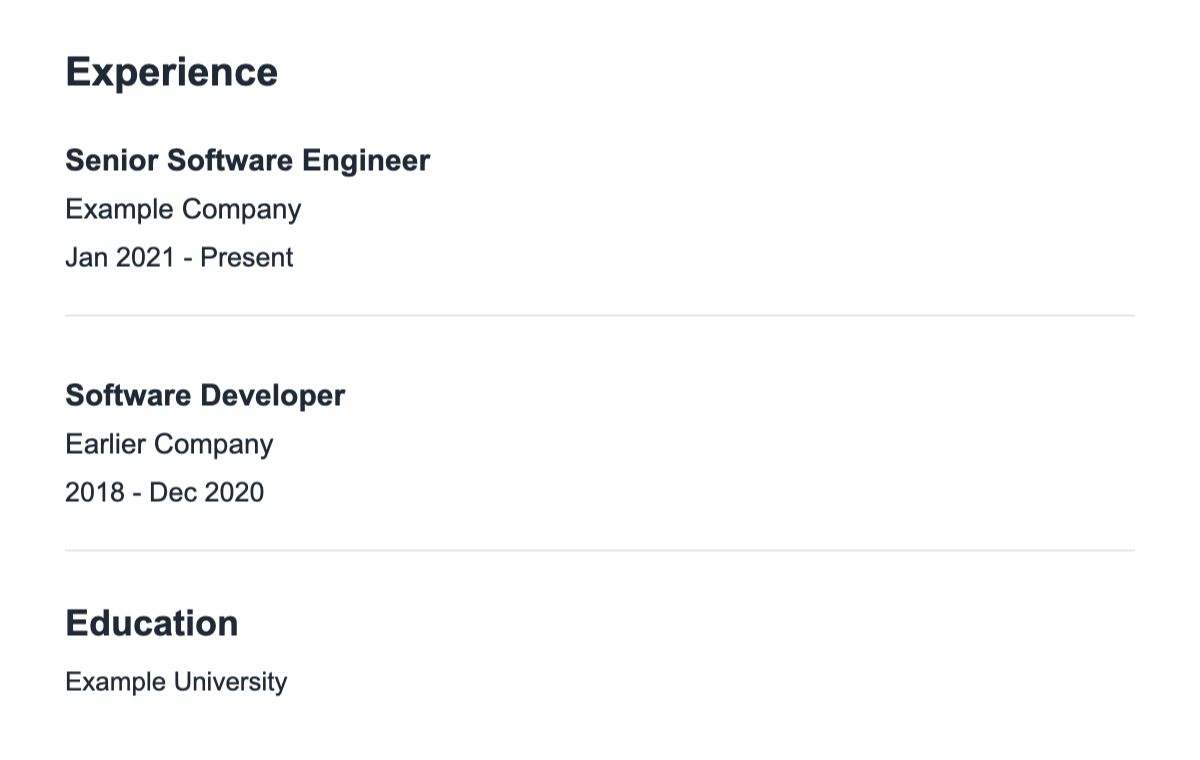 Experience
Senior Software Engineer
Example Company
Jan 2021 - Present
Software Developer
Earlier Company
2018 - Dec 2020
Education
Example University